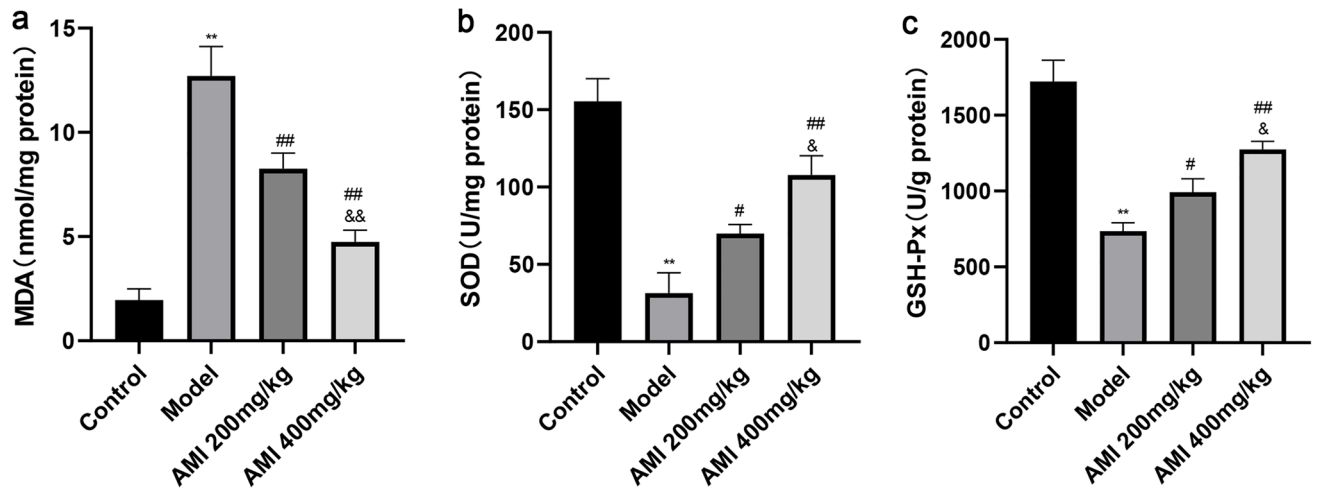 a
MDA(nmol/mg protein)
15
10
5
0
**
##
##
&&
Control
Model
AMI 200mg/kg
AMI 400mg/kg
b
SOD(U/mg protein)
200
150
100
50
0
**
#
##
&
Control
Model
AMI 200mg/kg
AMI 400mg/kg
c
GSH-Px(U/g protein)
2000
1500
1000
500
0
**
#
##
&
Control
Model
AMI 200mg/kg
AMI 400mg/kg